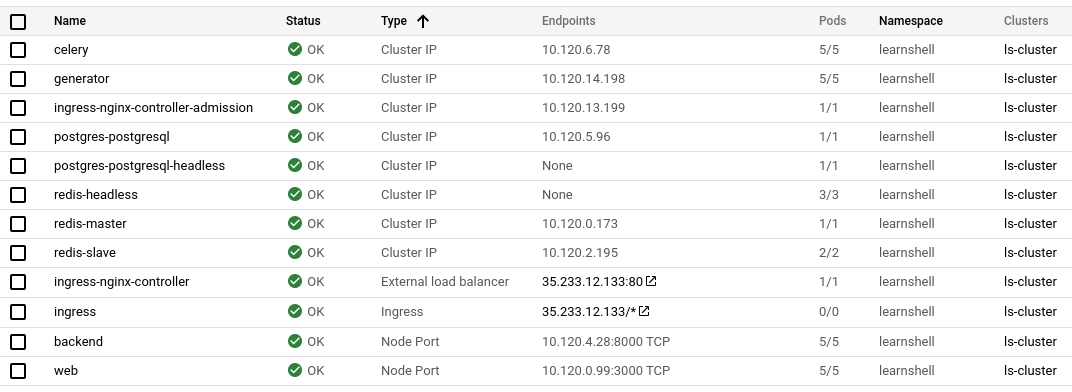 Name Status Type Endpoints Pods Namespace Clusters
celery OK Cluster IP 10.120.6.78 5/5 learnshell ls-cluster
generator OK Cluster IP 10.120.14.198 5/5 learnshell ls-cluster
ingress-nginx-controller-admission OK Cluster IP 10.120.13.199 1/1 learnshell ls-cluster
postgres-postgresql OK Cluster IP 10.120.5.96 1/1 learnshell ls-cluster
postgres-postgresql-headless OK Cluster IP None 1/1 learnshell ls-cluster
redis-headless OK Cluster IP None 3/3 learnshell ls-cluster
redis-master OK Cluster IP 10.120.0.173 1/1 learnshell ls-cluster
redis-slave OK Cluster IP 10.120.2.195 2/2 learnshell ls-cluster
ingress-nginx-controller OK External load balancer 35.233.12.133:80 1/1 learnshell ls-cluster
ingress OK Ingress 35.233.12.133/* 0/0 learnshell ls-cluster
backend OK Node Port 10.120.4.28:8000 TCP 5/5 learnshell ls-cluster
web OK Node Port 10.120.0.99:3000 TCP 5/5 learnshell ls-cluster